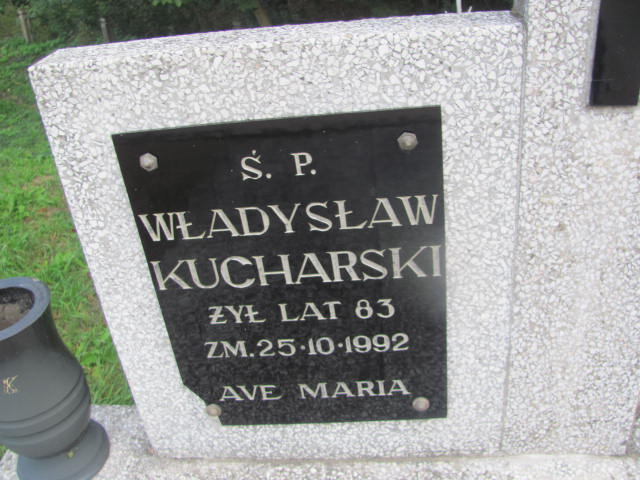 Ś. P.
WŁADYSŁAW
KUCHARSKI
ŻYŁ LAT 83
ZM. 25-10-1992
AVE MARIA